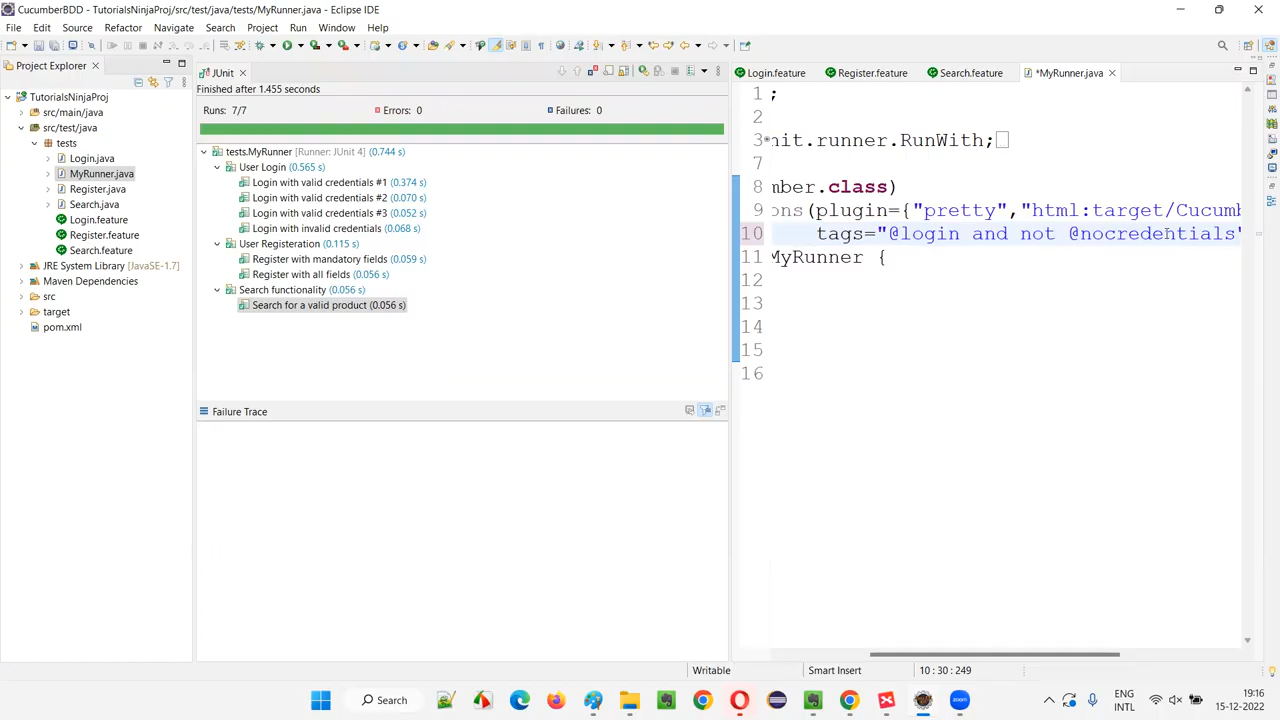 CucumberBDD - TutorialsNinjaProj/src/test/java/tests/MyRunner.java - Eclipse IDE
File Edit Source Refactor Navigate Search Project Run Window Help
Project Explorer
TutorialsNinjaProj
src/main/java
src/test/java
tests
Login.java
MyRunner.java
Register.java
Search.java
Login.feature
Register.feature
Search.feature
JRE System Library [JavaSE-1.7]
Maven Dependencies
src
target
pom.xml
JUnit
Finished after 1.455 seconds
Runs: 7/7 Errors: 0 Failures: 0
tests.MyRunner [Runner: JUnit 4] (0.744 s)
User Login (0.565 s)
Login with valid credentials #1 (0.374 s)
Login with valid credentials #2 (0.070 s)
Login with valid credentials #3 (0.052 s)
Login with invalid credentials (0.068 s)
User Registeration (0.115 s)
Register with mandatory fields (0.059 s)
Register with all fields (0.056 s)
Search functionality (0.056 s)
Search for a valid product (0.056 s)
Failure Trace
Login.feature Register.feature Search.feature *MyRunner.java
1 ;
2
3 nit.runner.RunWith;
7
8 mber.class)
9 ons(plugin={"pretty","html:target/Cucumb
10 tags="@login and not @nocredentials"
11 MyRunner {
12
13
14
15
16
Writable Smart Insert 10 : 30 : 249
Search
ENG
INTL
19:16
15-12-2022